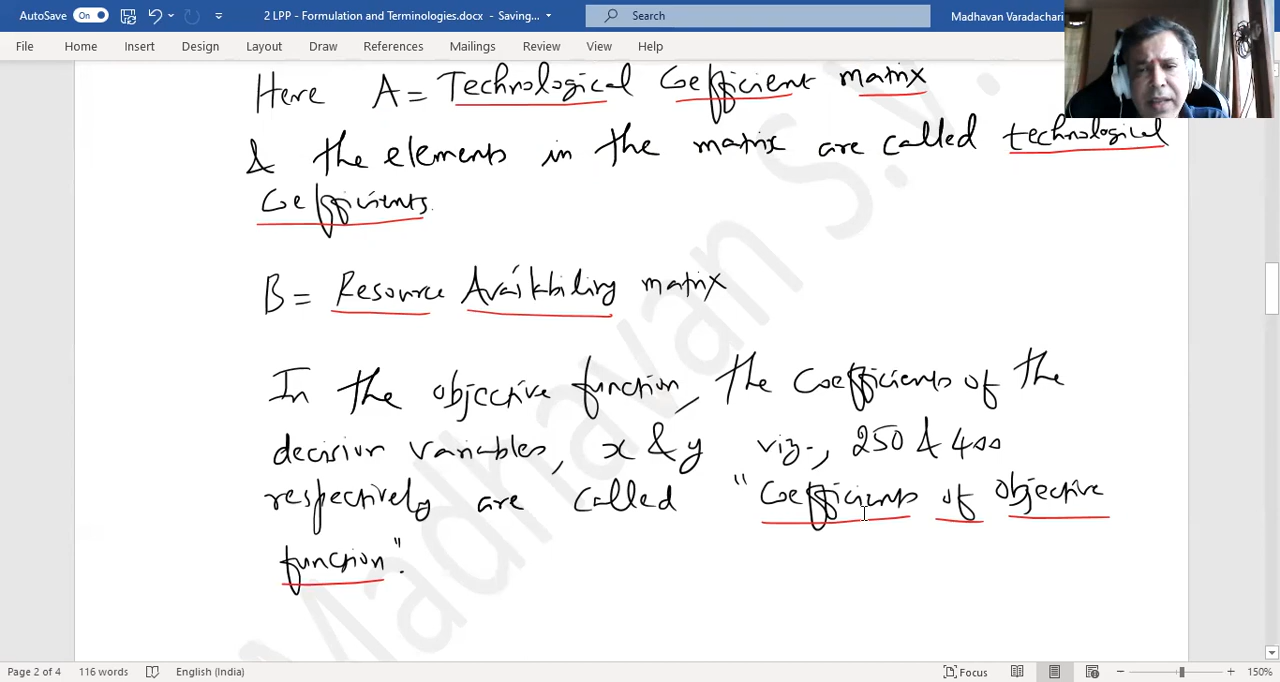 AutoSave On 2 LPP - Formulation and Terminologies.docx - Saving... Search Madhavan Varadachari
File Home Insert Design Layout Draw References Mailings Review View Help
Here A = Technological Coefficient matrix
& the elements in the matrix are called technological
Coefficients.
B = Resource Availability matrix
In the objective function, the coefficients of the
decision variables, x & y viz., 250 & 400
respectively are called "Coefficients of Objective
function".
Madhavan S.V.
Page 2 of 4 116 words English (India) Focus 150%